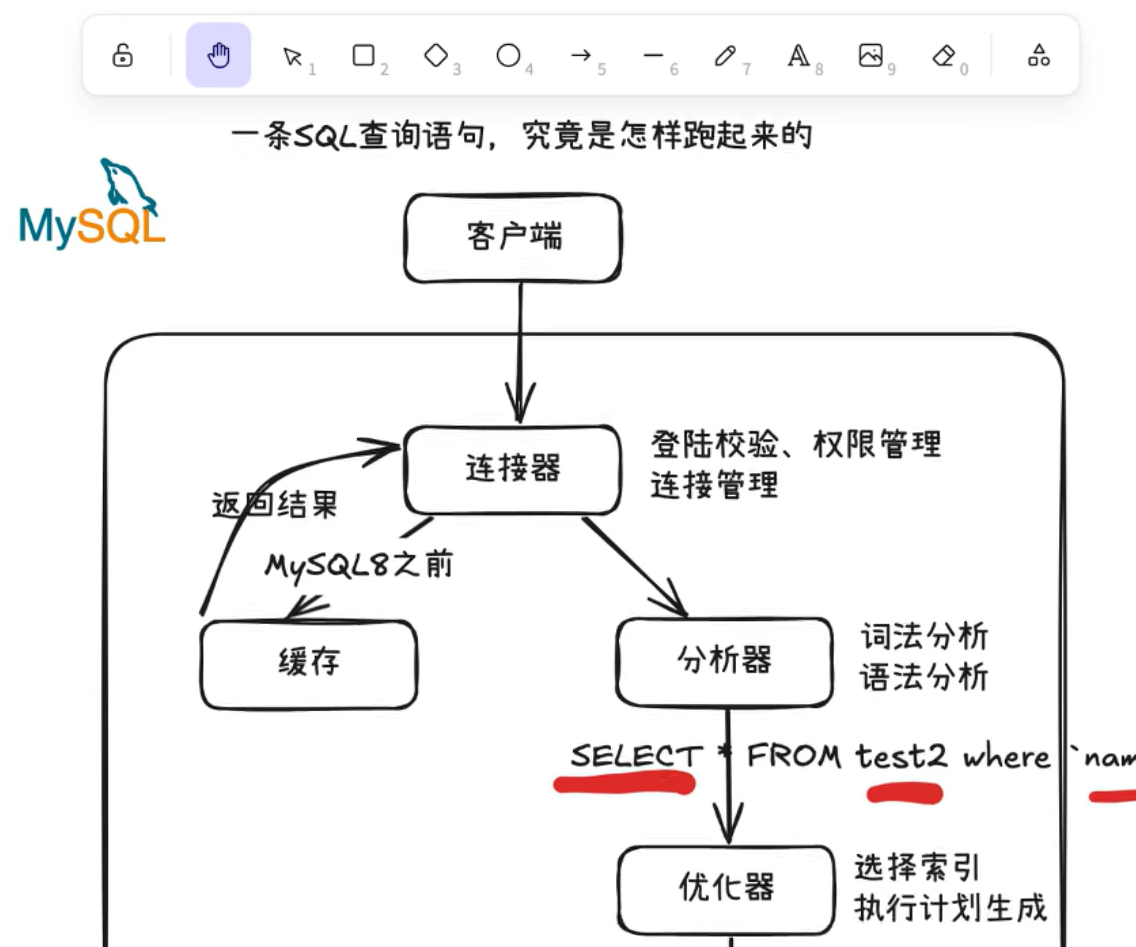 1
2
3
4
5
6
7
8
9
0
一条SQL查询语句，究竟是怎样跑起来的
MySQL
客户端
连接器
登陆校验、权限管理
连接管理
返回结果
MySQL8之前
缓存
分析器
词法分析
语法分析
SELECT * FROM test2 where `nam
优化器
选择索引
执行计划生成